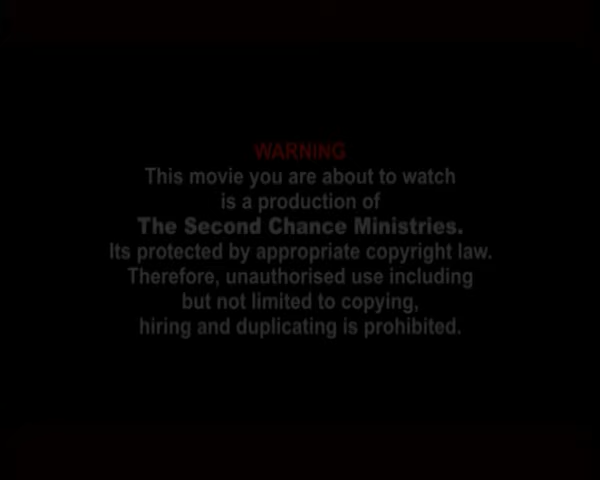 WARNING
This movie you are about to watch
is a production of
The Second Chance Ministries.
Its protected by appropriate copyright law.
Therefore, unauthorised use including
but not limited to copying,
hiring and duplicating is prohibited.